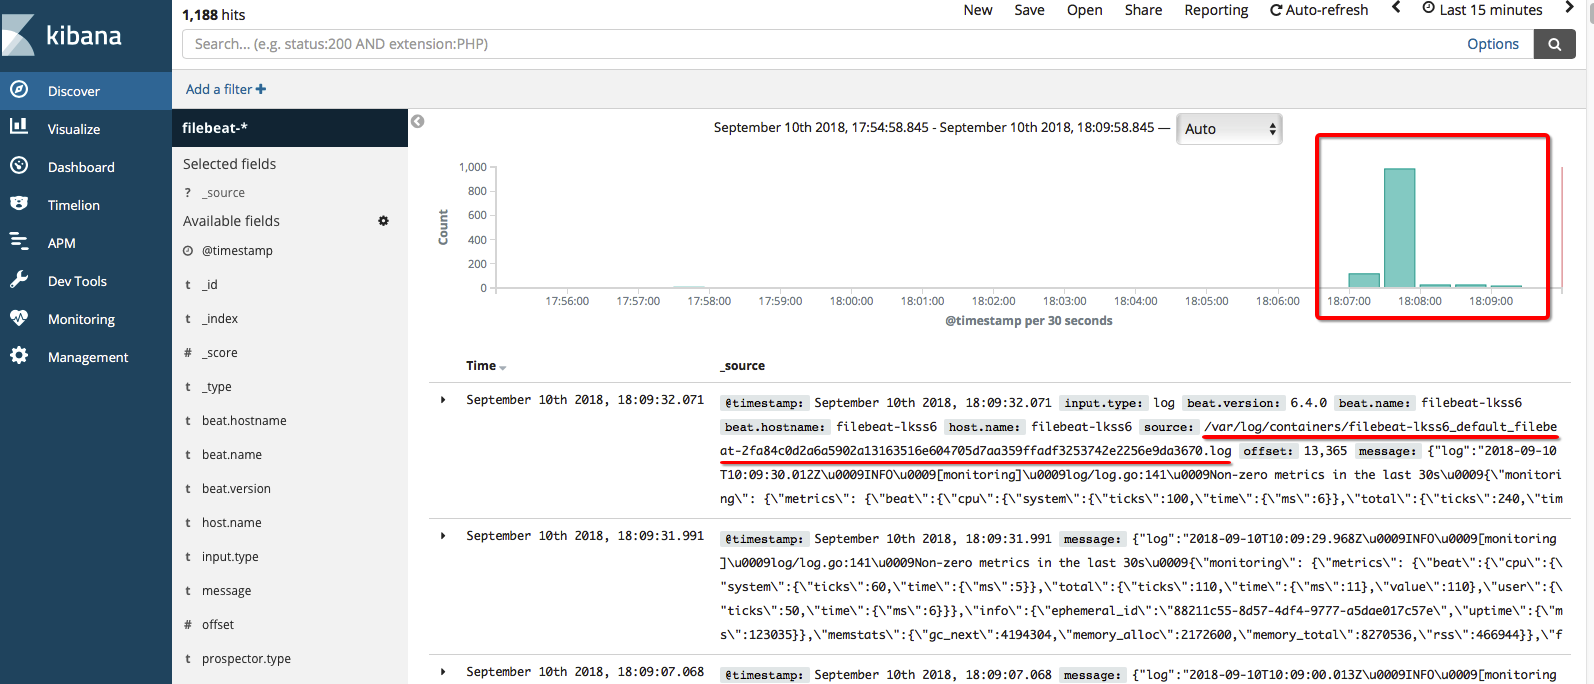 1,188 hits
New Save Open Share Reporting Auto-refresh Last 15 minutes
kibana
Search... (e.g. status:200 AND extension:PHP) Options
Discover
Visualize
Dashboard
Timelion
APM
Dev Tools
Monitoring
Management
Add a filter +
filebeat-*
Selected fields
? _source
Available fields
@timestamp
t _id
t _index
# _score
t _type
t beat.hostname
t beat.name
t beat.version
t host.name
t input.type
t message
# offset
t prospector.type
September 10th 2018, 17:54:58.845 - September 10th 2018, 18:09:58.845 — Auto
Count
1,000
800
600
400
200
0
17:56:00 17:57:00 17:58:00 17:59:00 18:00:00 18:01:00 18:02:00 18:03:00 18:04:00 18:05:00 18:06:00 18:07:00 18:08:00 18:09:00
@timestamp per 30 seconds
Time _source
September 10th 2018, 18:09:32.071 @timestamp: September 10th 2018, 18:09:32.071 input.type: log beat.version: 6.4.0 beat.name: filebeat-lkss6
beat.hostname: filebeat-lkss6 host.name: filebeat-lkss6 source: /var/log/containers/filebeat-lkss6_default_filebe
at-2fa84c0d2a6a5902a13163516e604705d7aa359ffadf3253742e2256e9da3670.log offset: 13,365 message: {"log":"2018-09-10
T10:09:30.012Z\u0009INFO\u0009[monitoring]\u0009log/log.go:141\u0009Non-zero metrics in the last 30s\u0009{\"monitori
ng\": {\"metrics\": {\"beat\":{\"cpu\":{\"system\":{\"ticks\":100,\"time\":{\"ms\":6}},\"total\":{\"ticks\":240,\"tim
September 10th 2018, 18:09:31.991 @timestamp: September 10th 2018, 18:09:31.991 message: {"log":"2018-09-10T10:09:29.968Z\u0009INFO\u0009[monitoring
]\u0009log/log.go:141\u0009Non-zero metrics in the last 30s\u0009{\"monitoring\": {\"metrics\": {\"beat\":{\"cpu\":{\
"system\":{\"ticks\":60,\"time\":{\"ms\":5}},\"total\":{\"ticks\":110,\"time\":{\"ms\":11},\"value\":110},\"user\":{\
"ticks\":50,\"time\":{\"ms\":6}}},\"info\":{\"ephemeral_id\":\"88211c55-8d57-4df4-9777-a5dae017c57e\",\"uptime\":{\"m
s\":123035}},\"memstats\":{\"gc_next\":4194304,\"memory_alloc\":2172600,\"memory_total\":8270536,\"rss\":466944}},\"f
September 10th 2018, 18:09:07.068 @timestamp: September 10th 2018, 18:09:07.068 message: {"log":"2018-09-10T10:09:00.013Z\u0009INFO\u0009[monitoring